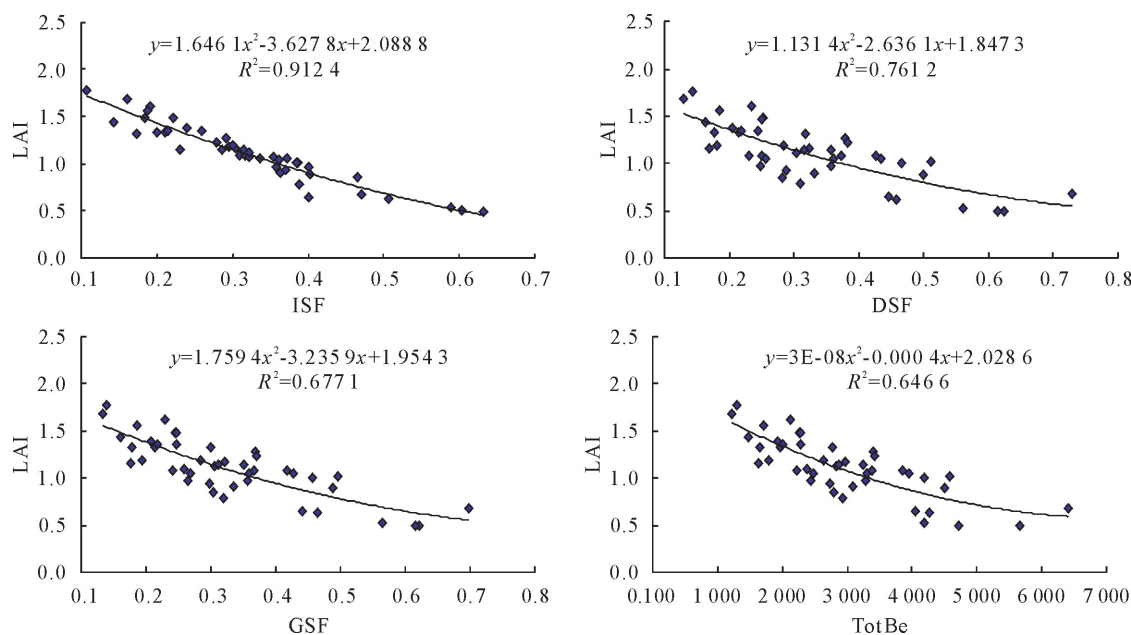 2.5
2.0
1.5
1.0
0.5
0.0
LAI
y=1.646 1x²-3.627 8x+2.088 8
R²=0.912 4
0.1 0.2 0.3 0.4 0.5 0.6 0.7
ISF
2.5
2.0
1.5
1.0
0.5
0.0
LAI
y=1.131 4x²-2.636 1x+1.847 3
R²=0.761 2
0.1 0.2 0.3 0.4 0.5 0.6 0.7 0.8
DSF
2.5
2.0
1.5
1.0
0.5
0.0
LAI
y=1.759 4x²-3.235 9x+1.954 3
R²=0.677 1
0.1 0.2 0.3 0.4 0.5 0.6 0.7 0.8
GSF
2.5
2.0
1.5
1.0
0.5
0.0
LAI
y=3E-08x²-0.000 4x+2.028 6
R²=0.646 6
0.100 1 000 2 000 3 000 4 000 5 000 6 000 7 000
TotBe